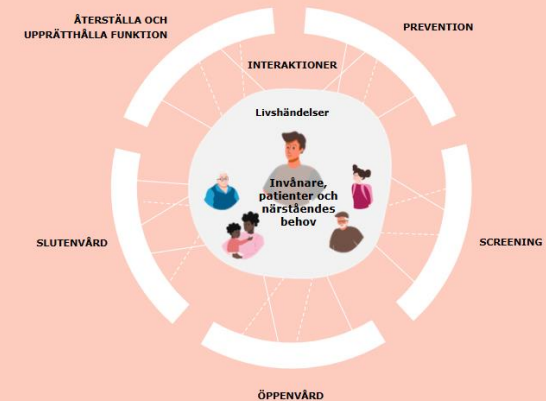 ÅTERSTÄLLA OCH
UPPRÄTTHÅLLA FUNKTION
PREVENTION
INTERAKTIONER
Livshändelser
Invånare,
patienter och
närståendes
behov
SLUTENVÅRD
SCREENING
ÖPPENVÅRD